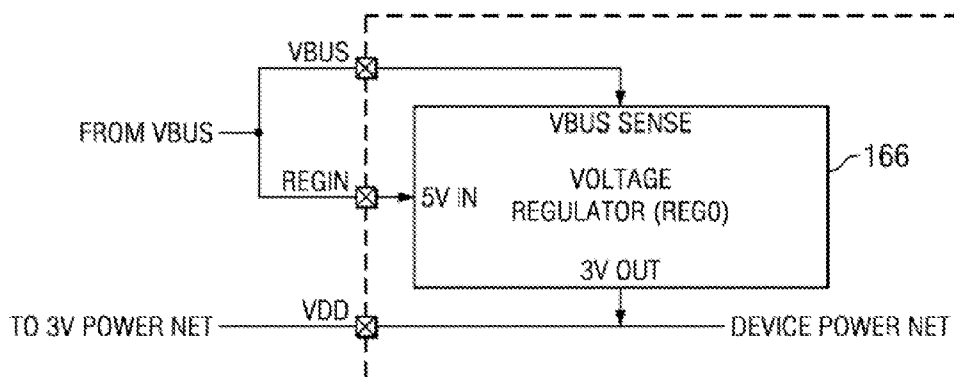 VBUS
VBUS SENSE
FROM VBUS
166
REGIN
5V IN
VOLTAGE
REGULATOR (REG0)
3V OUT
VDD
TO 3V POWER NET
DEVICE POWER NET